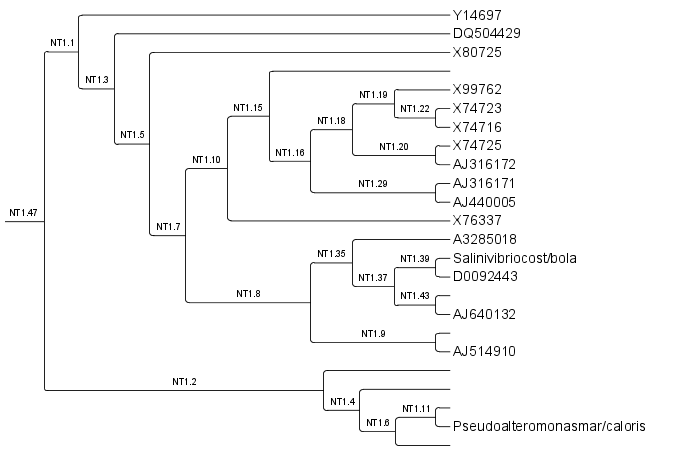 Y14697
NT1.1
DQ504429
X80725
NT1.3
X99762
NT1.19
X74723
NT1.15
NT1.22
NT1.18
X74716
NT1.5
X74725
NT1.20
NT1.16
NT1.10
AJ316172
NT1.29
AJ316171
AJ440005
NT1.47
X76337
NT1.7
A3285018
NT1.35
NT1.39
Salinivibriocost/bola
NT1.37
D0092443
NT1.8
NT1.43
AJ640132
NT1.9
AJ514910
NT1.2
NT1.4
NT1.11
NT1.6
Pseudoalteromonasmar/caloris